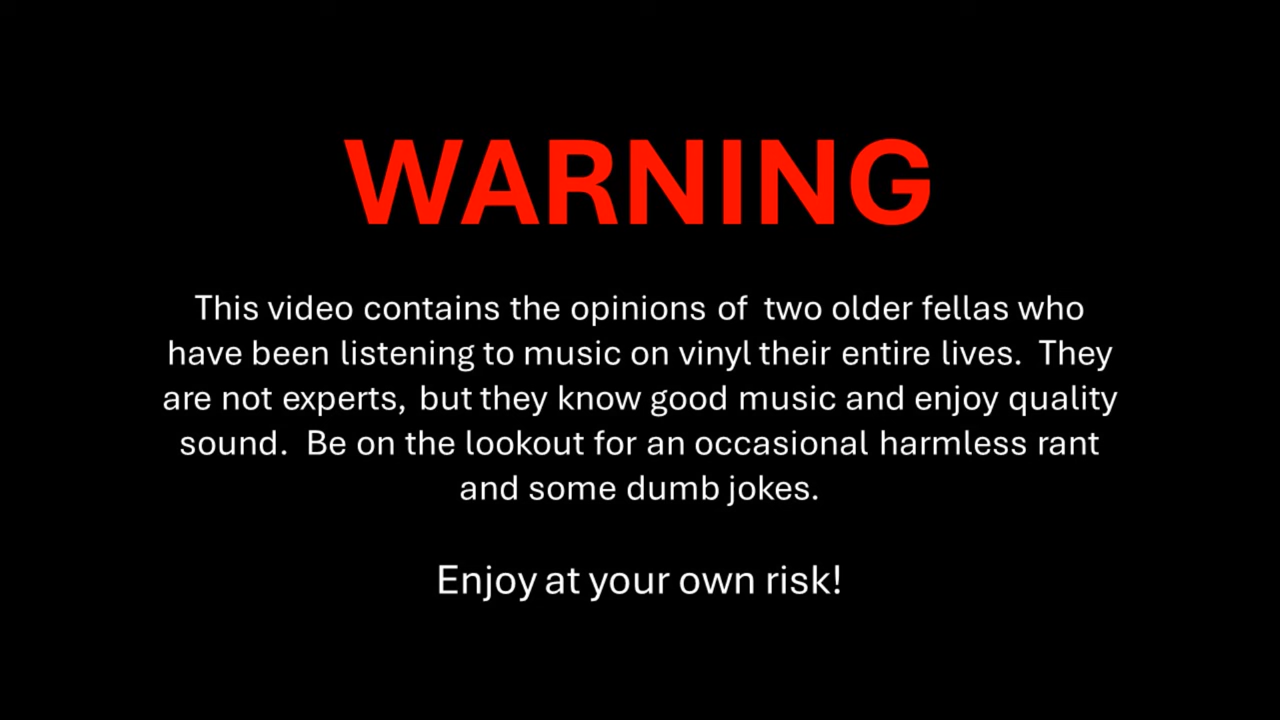 WARNING
This video contains the opinions of  two older fellas who
have been listening to music on vinyl their entire lives.  They
are not experts, but they know good music and enjoy quality
sound.  Be on the lookout for an occasional harmless rant
and some dumb jokes.
Enjoy at your own risk!